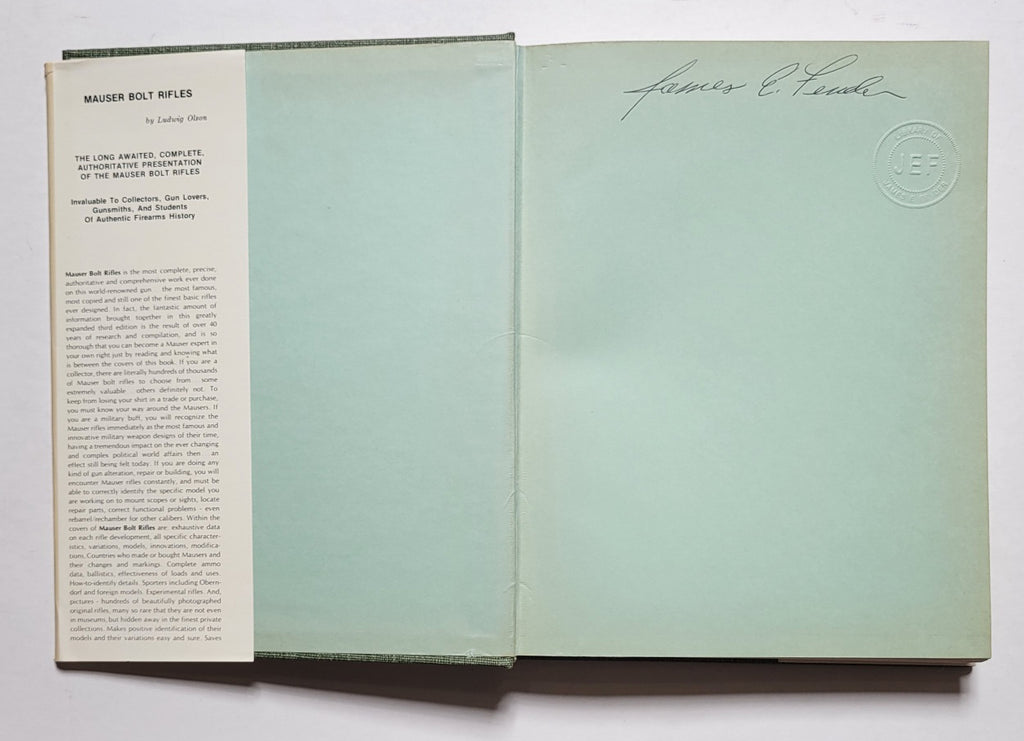 MAUSER BOLT RIFLES
by Ludwig Olson
THE LONG AWAITED, COMPLETE,
AUTHORITATIVE PRESENTATION
OF THE MAUSER BOLT RIFLES
Invaluable To Collectors, Gun Lovers,
Gunsmiths, And Students
Of Authentic Firearms History
Mauser Bolt Rifles is the most complete, precise,
authoritative and comprehensive work ever done
on this world-renowned gun... the most famous,
most copied and still one of the finest basic rifles
ever designed. In fact, the fantastic amount of
information brought together in this greatly
expanded third edition is the result of over 40
years of research and compilation, and is so
thorough that you can become a Mauser expert in
your own right just by reading and knowing what
is between the covers of this book. If you are a
collector, there are literally hundreds of thousands
of Mauser bolt rifles to choose from... some
extremely valuable... others definitely not. To
keep from losing your shirt in a trade or purchase,
you must know your way around the Mausers. If
you are a military buff, you will recognize the
Mauser rifles immediately as the most famous and
innovative military weapon designs of their time,
having a tremendous impact on the ever changing
and complex political world affairs then... an
effect still being felt today. If you are doing any
kind of gun alteration, repair or building, you will
encounter Mauser rifles constantly, and must be
able to correctly identify the specific model you
are working on to mount scopes or sights, locate
repair parts, correct functional problems - even
rebarrel/rechamber for other calibers. Within the
covers of Mauser Bolt Rifles are: exhaustive data
on each rifle development, all specific character-
istics, variations, models, innovations, modifica-
tions, Countries who made or bought Mausers and
their changes and markings. Complete ammo
data, ballistics, effectiveness of loads and uses.
How-to-identify details. Sporters including Obern-
dorf and foreign models. Experimental rifles. And,
pictures - hundreds of beautifully photographed
original rifles, many so rare that they are not even
in museums, but hidden away in the finest private
collections. Makes positive identification of their
models and their variations easy and sure. Saves
James E. Fender
LIBRARY OF
JEF
JAMES E. FENDER